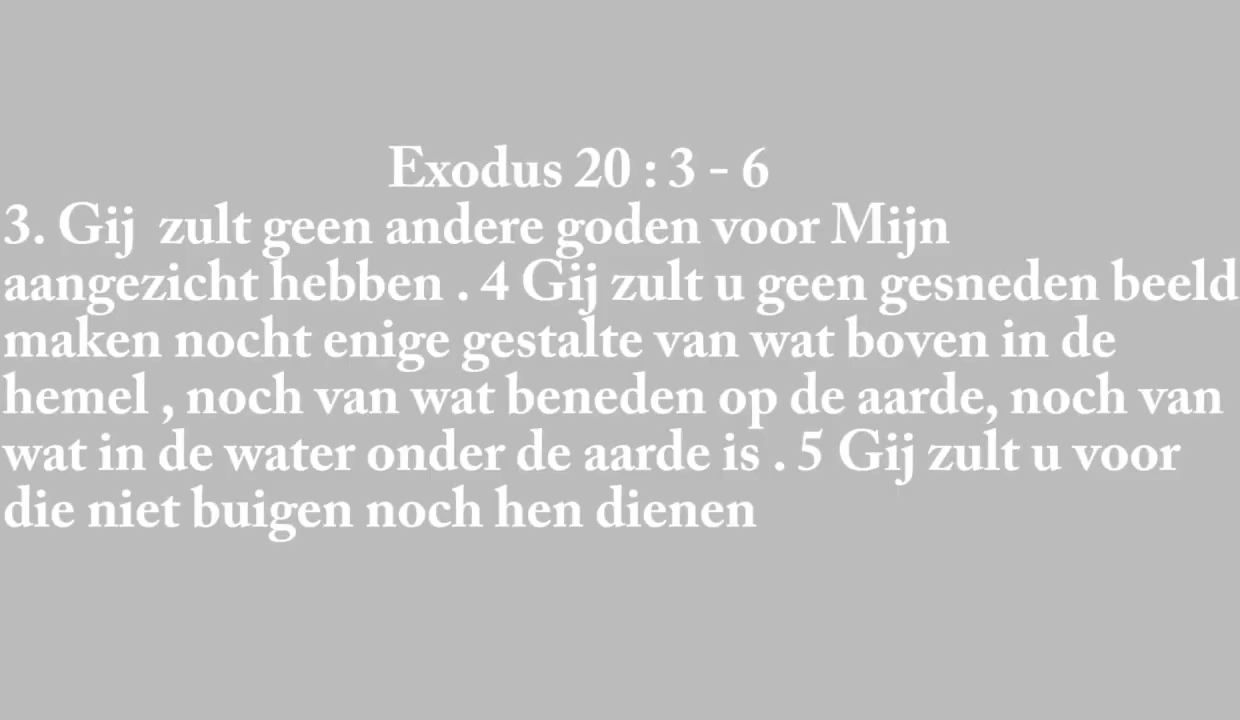 Exodus 20 : 3 - 6
3. Gij  zult geen andere goden voor Mijn
aangezicht hebben . 4 Gij zult u geen gesneden beeld
maken nocht enige gestalte van wat boven in de
hemel , noch van wat beneden op de aarde, noch van
wat in de water onder de aarde is . 5 Gij zult u voor
die niet buigen noch hen dienen